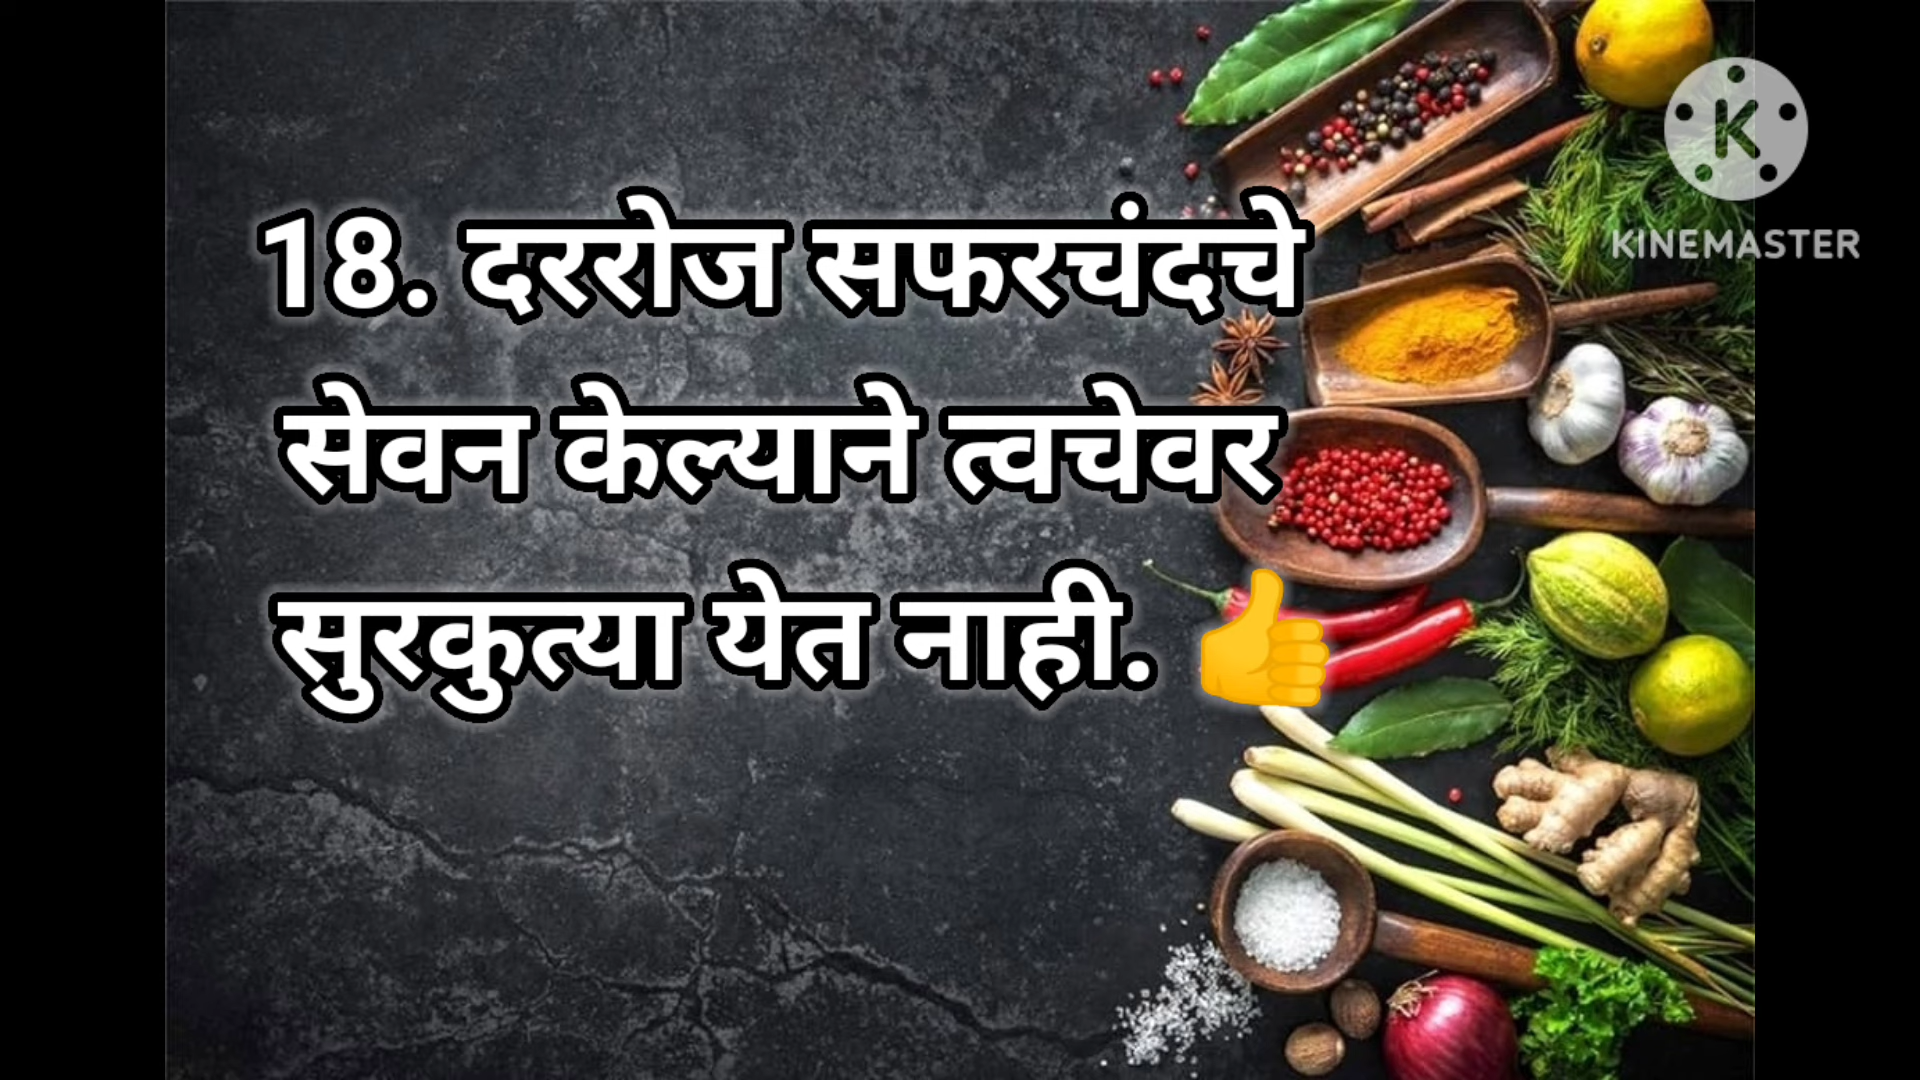 18. दररोज सफरचंदचे
सेवन केल्याने त्वचेवर
सुरकुत्या येत नाही. 👍
K
KINEMASTER